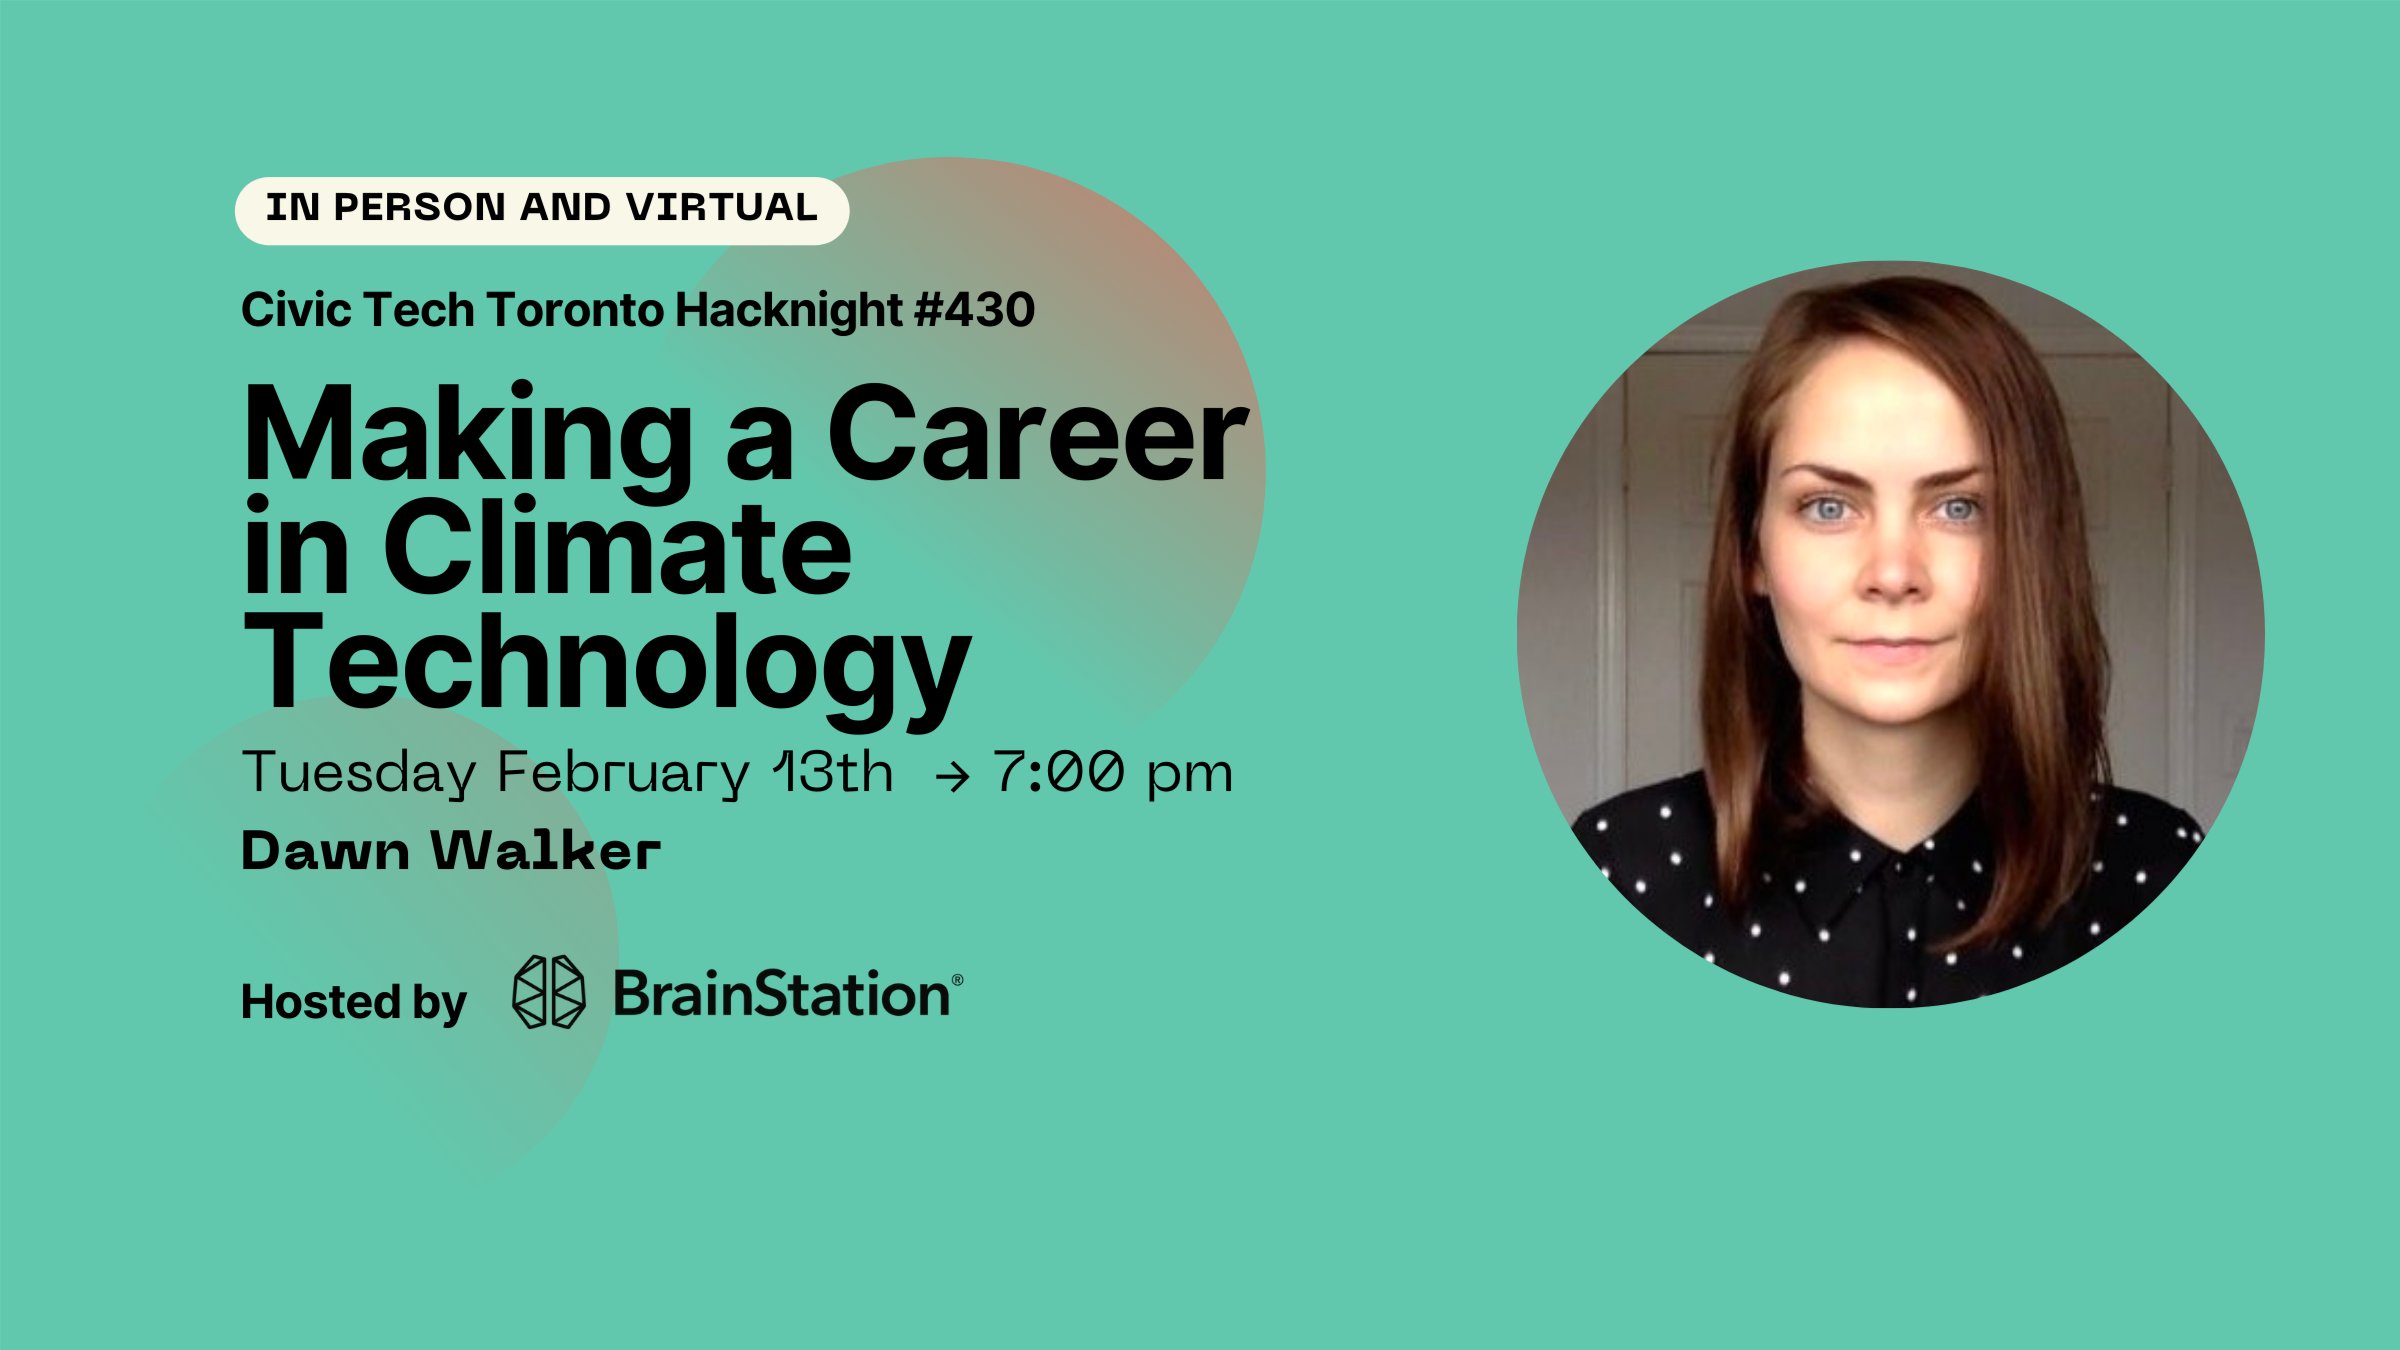 IN PERSON AND VIRTUAL
Civic Tech Toronto Hacknight #430
Making a Career
in Climate
Technology
Tuesday February 13th → 7:00 pm
Dawn Walker
Hosted by BrainStation®